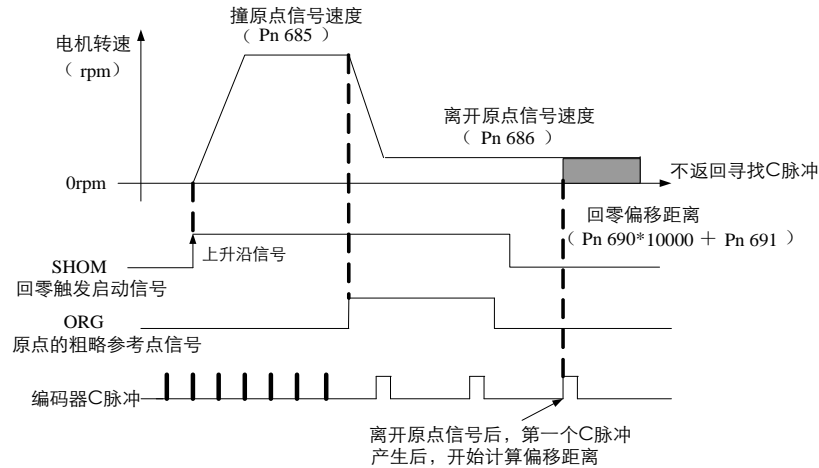 撞原点信号速度
（ Pn 685）
电机转速
（ rpm）
离开原点信号速度
（ Pn 686 ）
不返回寻找C脉冲
0rpm
回零偏移距离
（ Pn 690*10000 ＋ Pn 691 ）
上升沿信号
SHOM
回零触发启动信号
ORG
原点的粗略参考点信号
编码器C脉冲
离开原点信号后，第一个C脉冲
产生后，开始计算偏移距离